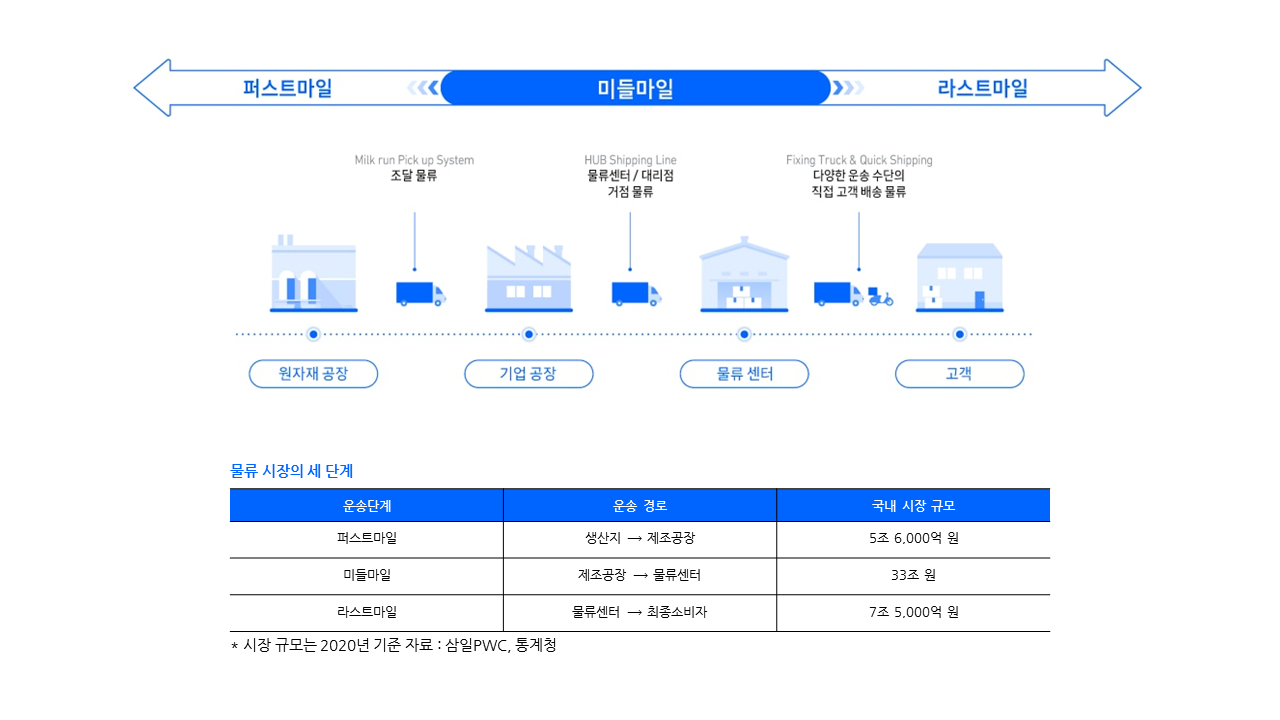 퍼스트마일
미들마일
라스트마일
Milk run Pick up System
조달 물류
HUB Shipping Line
물류센터 / 대리점
거점 물류
Fixing Truck & Quick Shipping
다양한 운송 수단의
직접 고객 배송 물류
원자재 공장
기업 공장
물류 센터
고객
물류 시장의 세 단계
운송단계 운송 경로 국내 시장 규모
퍼스트마일 생산지 → 제조공장 5조 6,000억 원
미들마일 제조공장 → 물류센터 33조 원
라스트마일 물류센터 → 최종소비자 7조 5,000억 원
* 시장 규모는 2020년 기준 자료 : 삼일PWC, 통계청